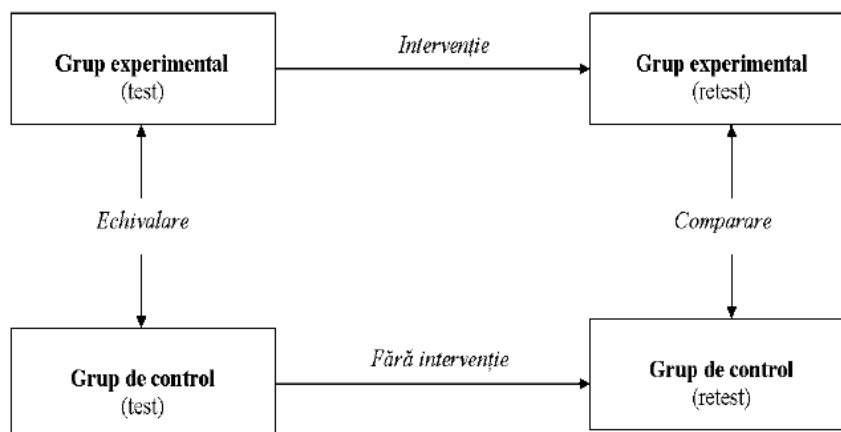 Intervenție
Grup experimental
(test)
Grup experimental
(retest)
Echivalare
Comparare
Fără intervenție
Grup de control
(test)
Grup de control
(retest)